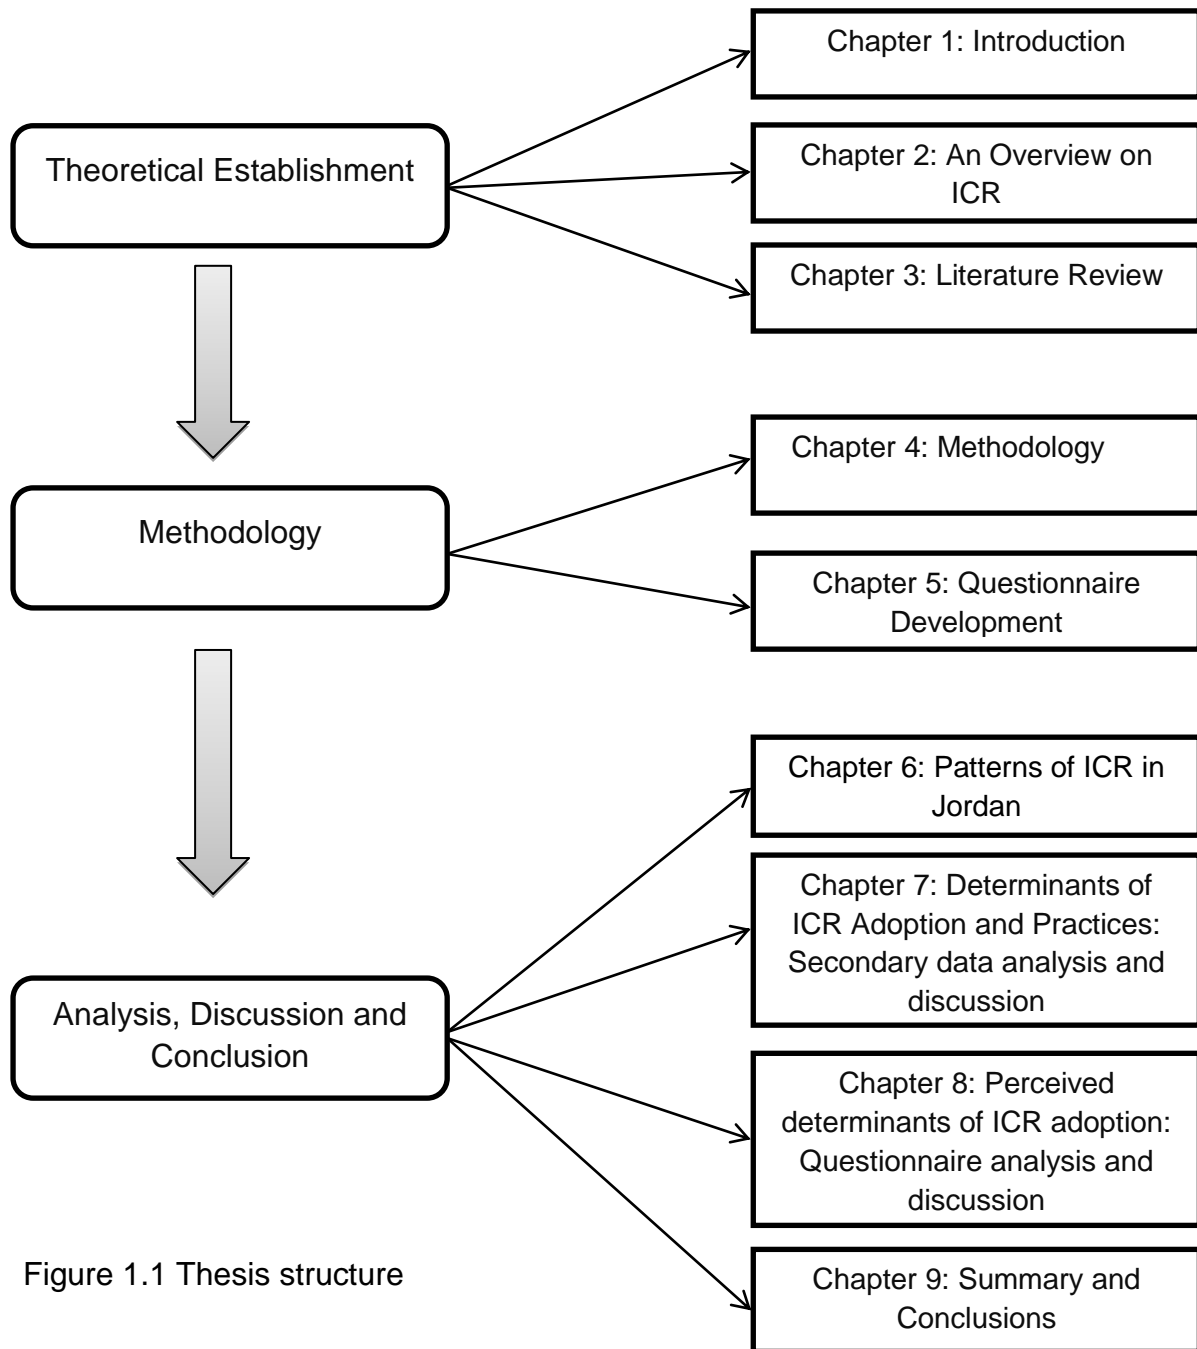 Theoretical Establishment
Chapter 1: Introduction
Chapter 2: An Overview on
ICR
Chapter 3: Literature Review
Methodology
Chapter 4: Methodology
Chapter 5: Questionnaire
Development
Analysis, Discussion and
Conclusion
Chapter 6: Patterns of ICR in
Jordan
Chapter 7: Determinants of
ICR Adoption and Practices:
Secondary data analysis and
discussion
Chapter 8: Perceived
determinants of ICR adoption:
Questionnaire analysis and
discussion
Chapter 9: Summary and
Conclusions
Figure 1.1 Thesis structure